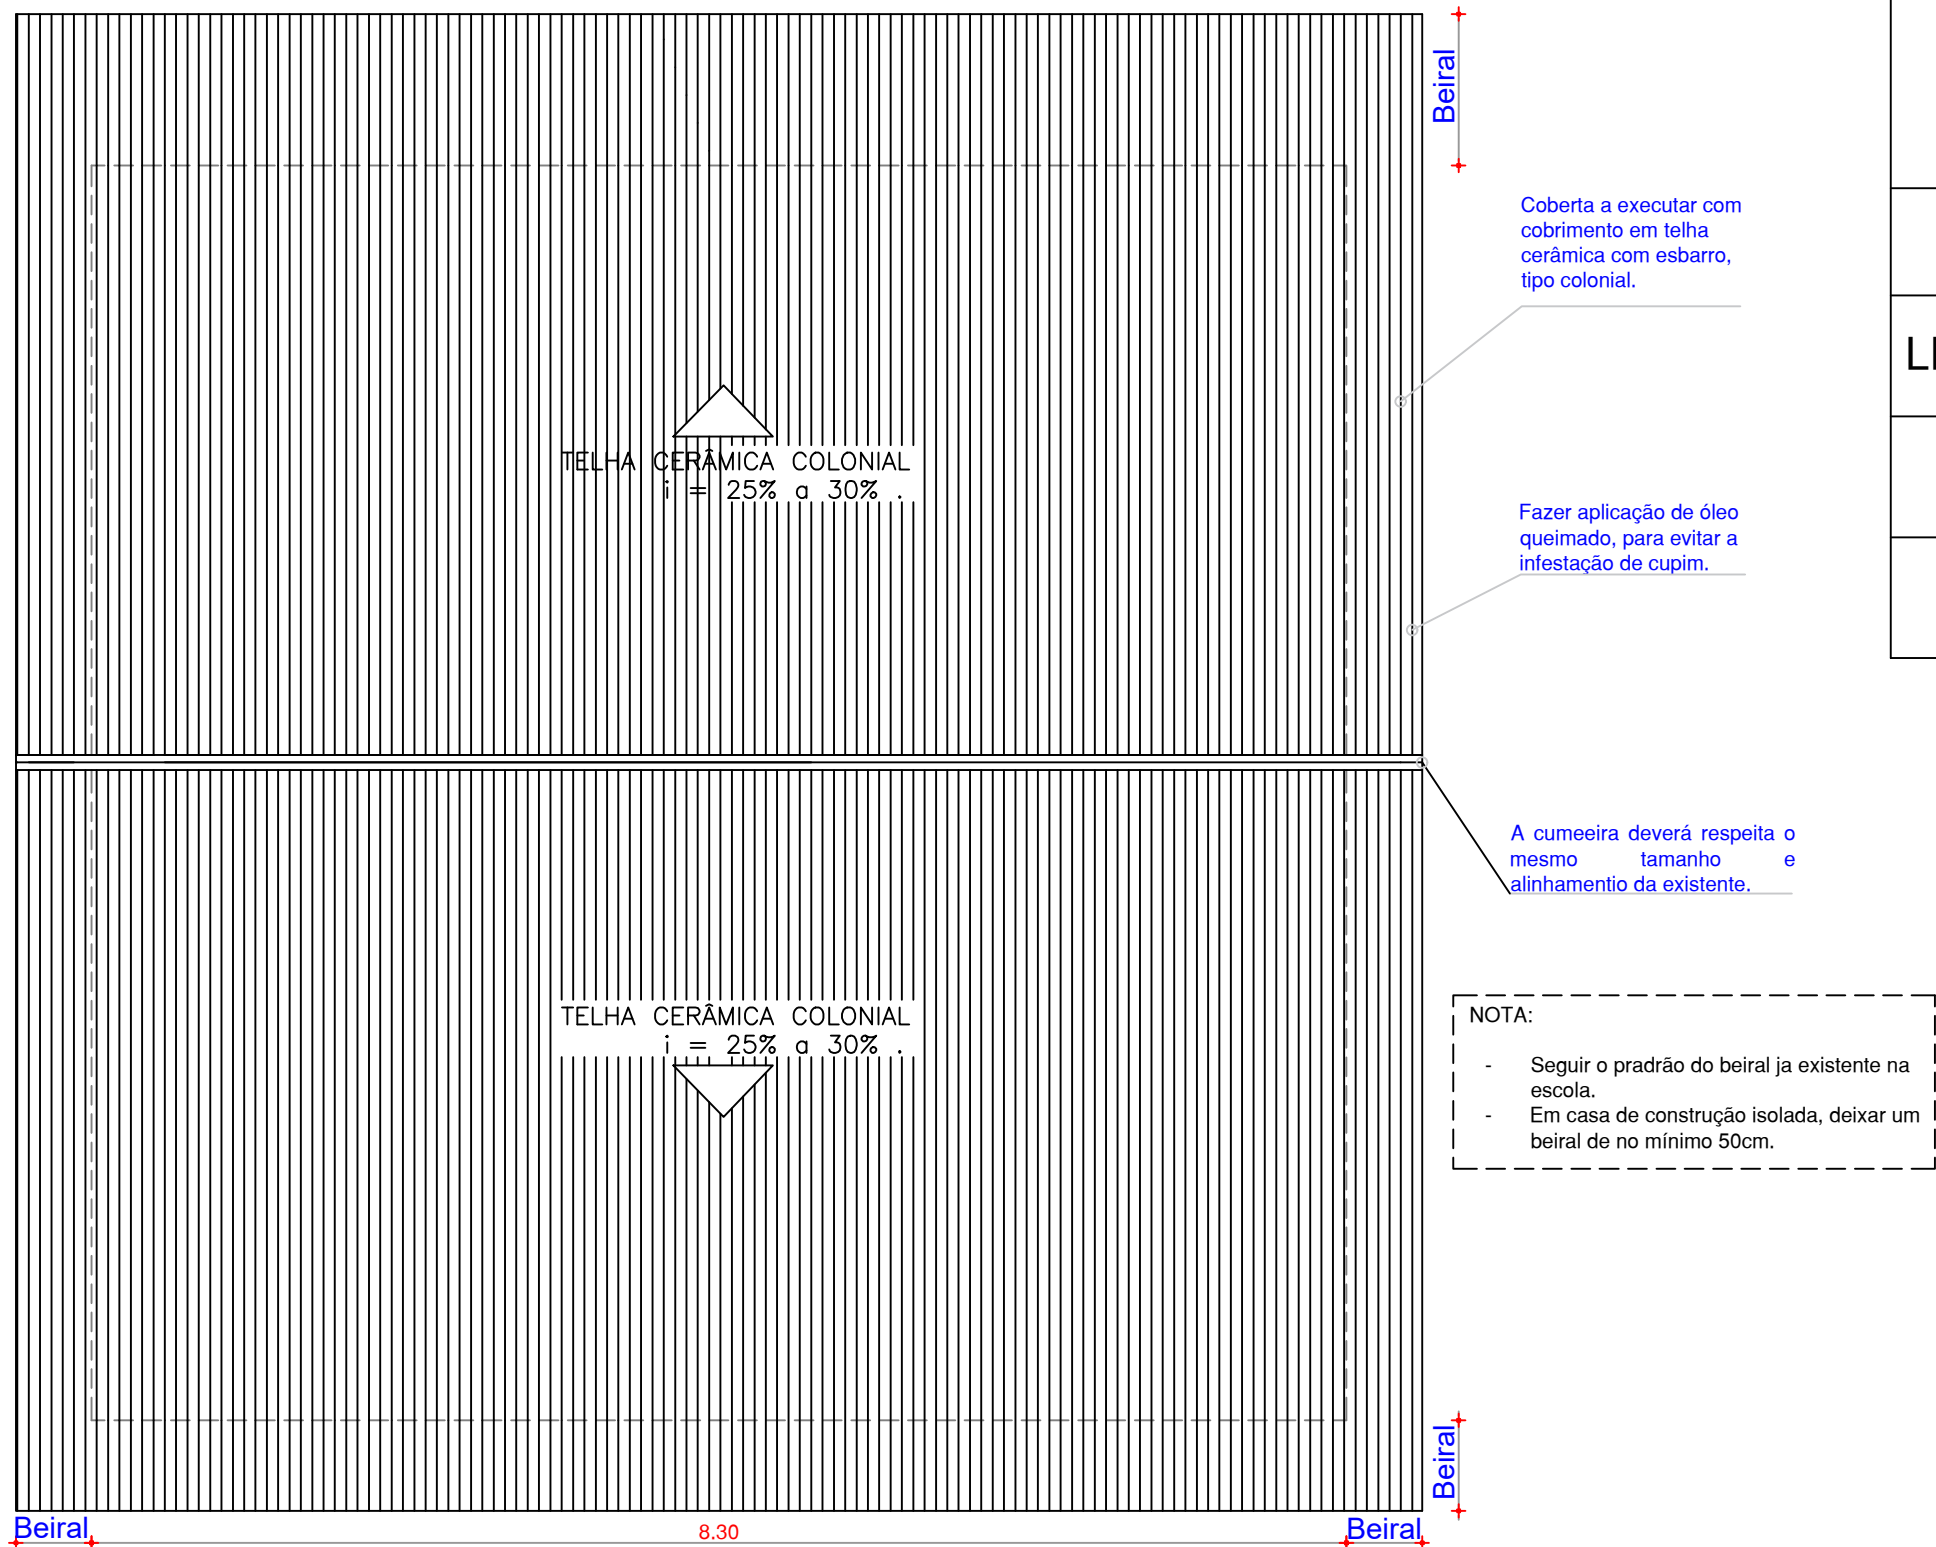 Beiral
Coberta a executar com
cobrimento em telha
cerâmica com esbarro,
tipo colonial.
TELHA CERÂMICA COLONIAL
i = 25% a 30% .
Fazer aplicação de óleo
queimado, para evitar a
infestação de cupim.
A cumeeira deverá respeita o
mesmo tamanho e
alinhamentio da existente.
TELHA CERÂMICA COLONIAL
i = 25% a 30% .
NOTA:
- Seguir o pradrão do beiral ja existente na
escola.
- Em casa de construção isolada, deixar um
beiral de no mínimo 50cm.
Beiral
Beiral
8.30
Beiral